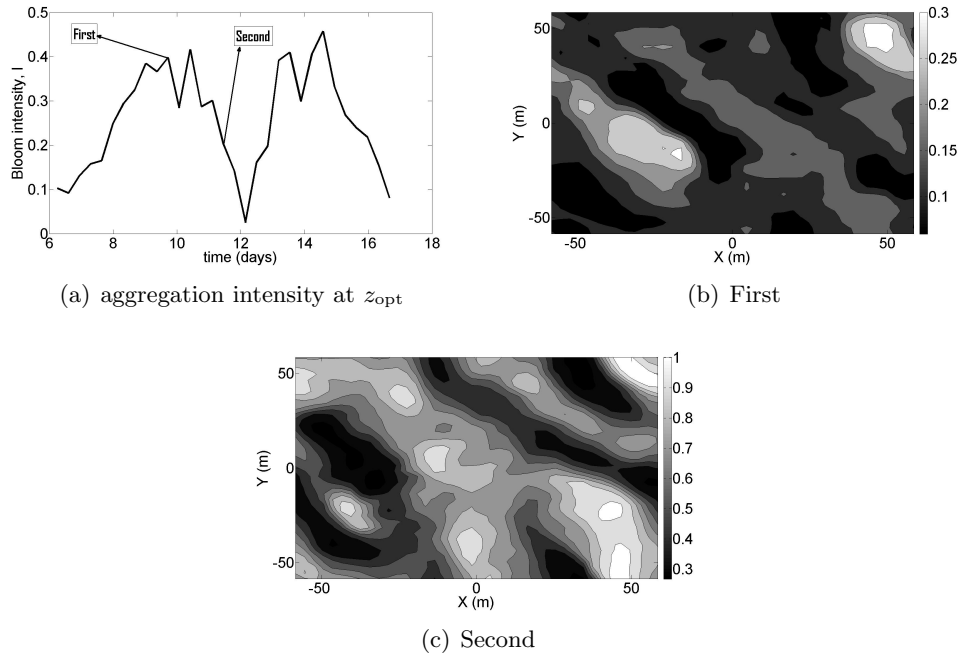 0.5
0.4
0.3
0.2
0.1
0
Bloom intensity, I
First
Second
6 8 10 12 14 16 18
time (days)
(a) aggregation intensity at z_opt
50
0
-50
Y (m)
-50 0 50
X (m)
0.3
0.25
0.2
0.15
0.1
(b) First
50
0
-50
Y (m)
-50 0 50
X (m)
1
0.9
0.8
0.7
0.6
0.5
0.4
0.3
(c) Second